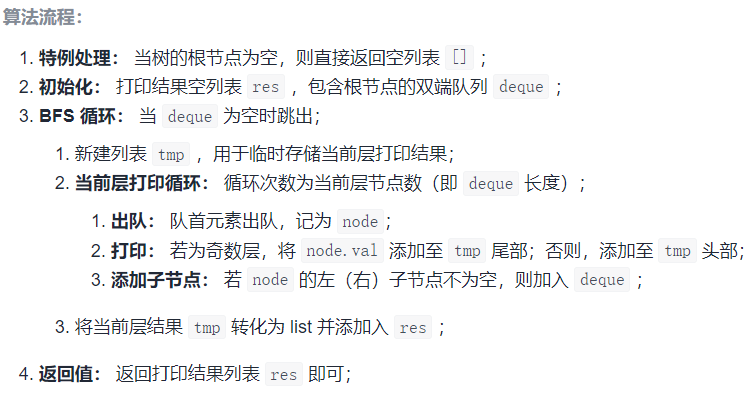 算法流程：
1. 特例处理： 当树的根节点为空，则直接返回空列表 [] ；
2. 初始化： 打印结果空列表 res ，包含根节点的双端队列 deque ；
3. BFS 循环： 当 deque 为空时跳出；
1. 新建列表 tmp ，用于临时存储当前层打印结果；
2. 当前层打印循环： 循环次数为当前层节点数（即 deque 长度）；
1. 出队： 队首元素出队，记为 node；
2. 打印： 若为奇数层，将 node.val 添加至 tmp 尾部；否则，添加至 tmp 头部；
3. 添加子节点： 若 node 的左（右）子节点不为空，则加入 deque ；
3. 将当前层结果 tmp 转化为 list 并添加入 res ；
4. 返回值： 返回打印结果列表 res 即可；